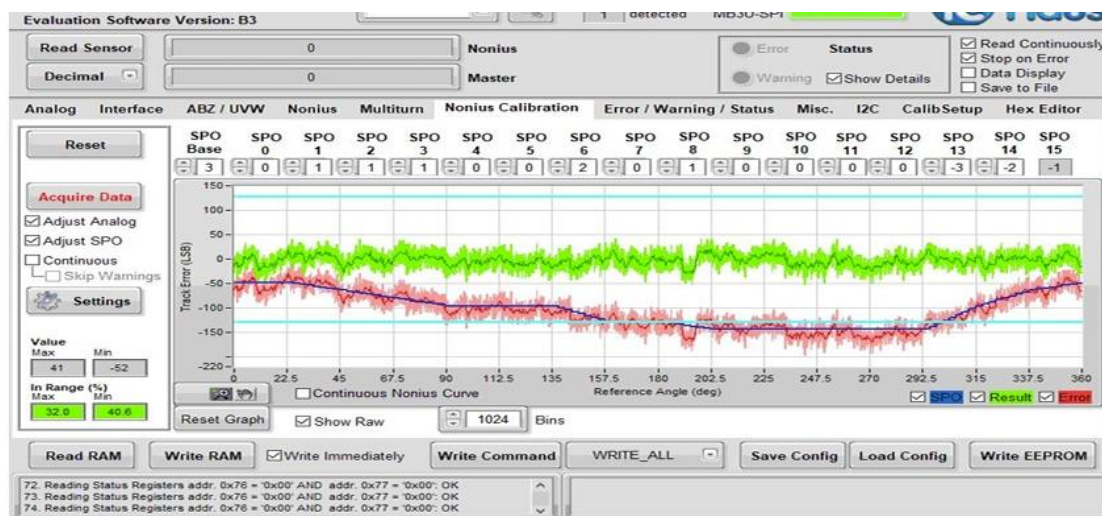 Evaluation Software Version: B3
% 1 detected MB3U-SPI
Read Sensor 0 Nonius Error Status Read Continuously
Stop on Error
Decimal 0 Master Warning Show Details Data Display
Save to File
Analog Interface ABZ / UVW Nonius Multiturn Nonius Calibration Error / Warning / Status Misc. I2C CalibSetup Hex Editor
Reset
SPO Base SPO 0 SPO 1 SPO 2 SPO 3 SPO 4 SPO 5 SPO 6 SPO 7 SPO 8 SPO 9 SPO 10 SPO 11 SPO 12 SPO 13 SPO 14 SPO 15
3 0 1 1 1 0 0 2 0 1 0 0 0 0 -3 -2 -1
Acquire Data
Adjust Analog
Adjust SPO
Continuous
Skip Warnings
Settings
Value
Max Min
41 -52
In Range (%)
Max Min
32.0 40.6
Track Error (LSB)
150
100
50
0
-50
-100
-150
-220
0 22.5 45 67.5 90 112.5 135 157.5 180 202.5 225 247.5 270 292.5 315 337.5 360
Continuous Nonius Curve Reference Angle (deg) SPO Result Error
Reset Graph Show Raw 1024 Bins
Read RAM Write RAM Write Immediately Write Command WRITE_ALL Save Config Load Config Write EEPROM
72. Reading Status Registers addr. 0x76 = '0x00' AND addr. 0x77 = '0x00': OK
73. Reading Status Registers addr. 0x76 = '0x00' AND addr. 0x77 = '0x00': OK
74. Reading Status Registers addr. 0x76 = '0x00' AND addr. 0x77 = '0x00': OK